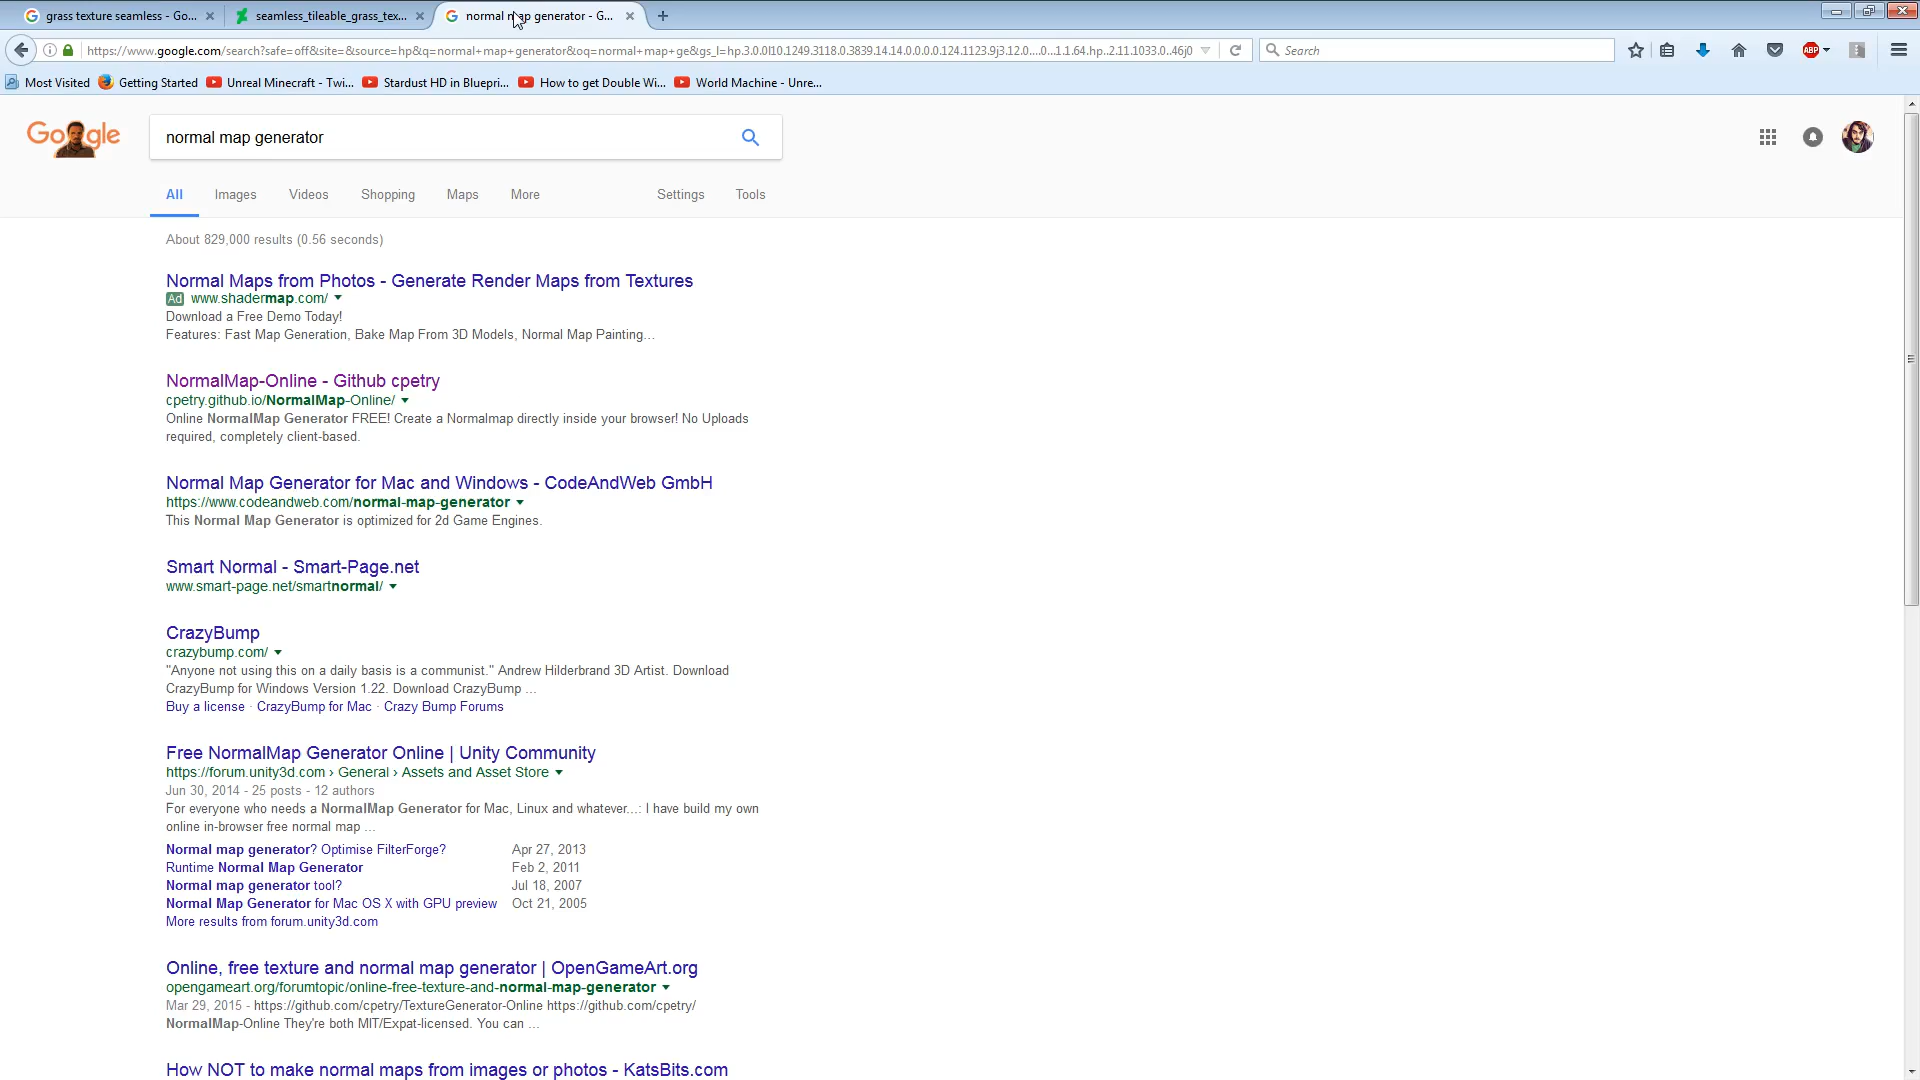 grass texture seamless - Go...
seamless_tileable_grass_tex...
normal map generator - G...
https://www.google.com/search?safe=off&site=&source=hp&q=normal+map+generator&oq=normal+map+ge&gs_l=hp.3.0.0l10.1249.3118.0.3839.14.14.0.0.0.0.124.1123.9j3.12.0....0...1.1.64.hp..2.11.1033.0..46j0
Search
ABP
Most Visited
Getting Started
Unreal Minecraft - Twi...
Stardust HD in Bluepri...
How to get Double Wi...
World Machine - Unre...
Google
normal map generator
All Images Videos Shopping Maps More Settings Tools
About 829,000 results (0.56 seconds)
Normal Maps from Photos - Generate Render Maps from Textures
Ad www.shadermap.com/
Download a Free Demo Today!
Features: Fast Map Generation, Bake Map From 3D Models, Normal Map Painting...
NormalMap-Online - Github cpetry
cpetry.github.io/NormalMap-Online/
Online NormalMap Generator FREE! Create a Normalmap directly inside your browser! No Uploads
required, completely client-based.
Normal Map Generator for Mac and Windows - CodeAndWeb GmbH
https://www.codeandweb.com/normal-map-generator
This Normal Map Generator is optimized for 2d Game Engines.
Smart Normal - Smart-Page.net
www.smart-page.net/smartnormal/
CrazyBump
crazybump.com/
"Anyone not using this on a daily basis is a communist." Andrew Hilderbrand 3D Artist. Download
CrazyBump for Windows Version 1.22. Download CrazyBump ...
Buy a license · CrazyBump for Mac · Crazy Bump Forums
Free NormalMap Generator Online | Unity Community
https://forum.unity3d.com › General › Assets and Asset Store
Jun 30, 2014 - 25 posts - 12 authors
For everyone who needs a NormalMap Generator for Mac, Linux and whatever...: I have build my own
online in-browser free normal map ...
Normal map generator? Optimise FilterForge? Apr 27, 2013
Runtime Normal Map Generator Feb 2, 2011
Normal map generator tool? Jul 18, 2007
Normal Map Generator for Mac OS X with GPU preview Oct 21, 2005
More results from forum.unity3d.com
Online, free texture and normal map generator | OpenGameArt.org
opengameart.org/forumtopic/online-free-texture-and-normal-map-generator
Mar 29, 2015 - https://github.com/cpetry/TextureGenerator-Online https://github.com/cpetry/
NormalMap-Online They're both MIT/Expat-licensed. You can ...
How NOT to make normal maps from images or photos - KatsBits.com